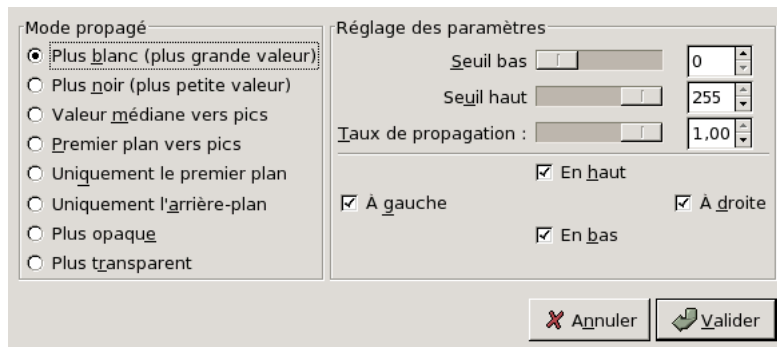 Mode propagé
Plus blanc (plus grande valeur)
Plus noir (plus petite valeur)
Valeur médiane vers pics
Premier plan vers pics
Uniquement le premier plan
Uniquement l'arrière-plan
Plus opaque
Plus transparent
Réglage des paramètres
Seuil bas 0
Seuil haut 255
Taux de propagation : 1,00
En haut
À gauche À droite
En bas
Annuler Valider